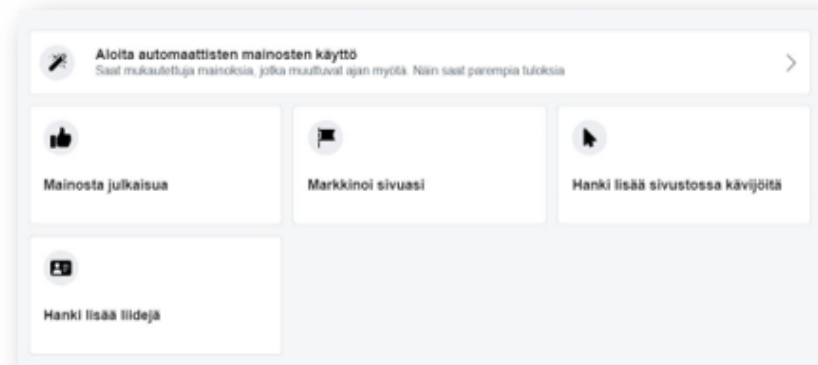 Aloita automaattisten mainosten käyttö
Saat mukautettuja mainoksia, jotka muuttuvat ajan myötä. Näin saat parempia tuloksia
Mainosta julkaisua
Markkinoi sivuasi
Hanki lisää sivustossa kävijöitä
Hanki lisää liidejä